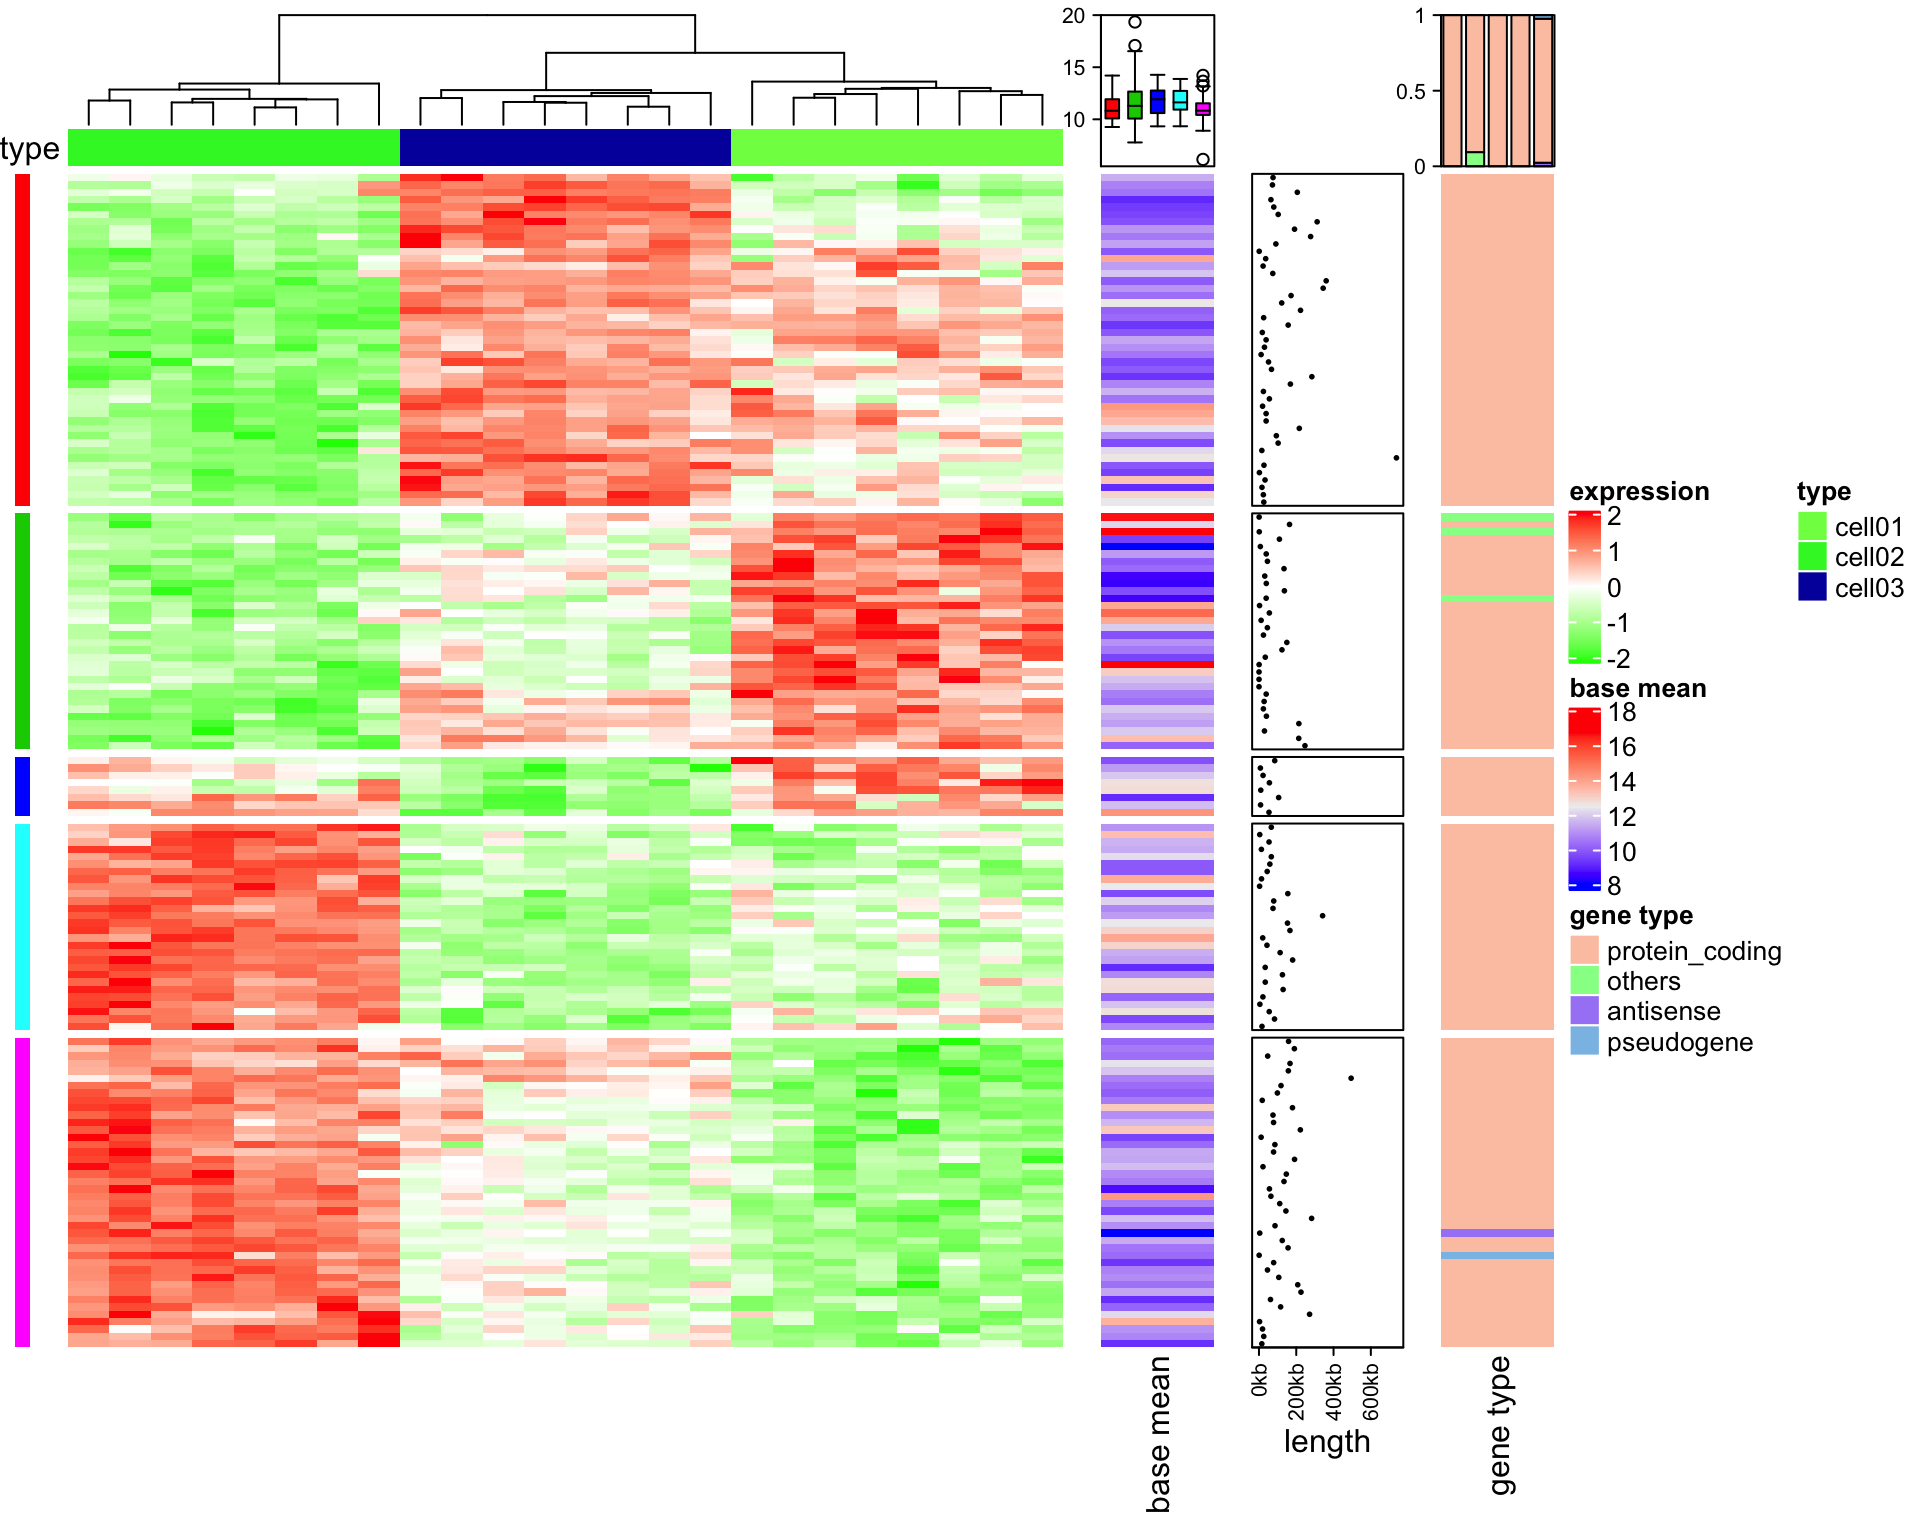 20
15
10
1
0.5
0
type
expression
2
1
0
-1
-2
type
cell01
cell02
cell03
base mean
18
16
14
12
10
8
gene type
protein_coding
others
antisense
pseudogene
0kb
200kb
400kb
600kb
base mean
length
gene type